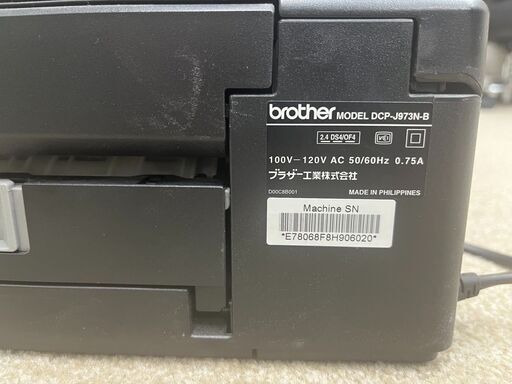 brother MODEL DCP-J973N-B
2.4 DS4/OF4
100V–120V AC 50/60Hz 0.75A
ブラザー工業株式会社
D00C8B001
MADE IN PHILIPPINES
Machine SN
*E78068F8H906020*